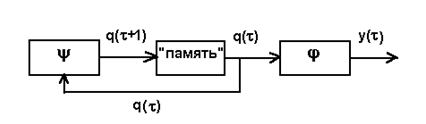 q(τ+1) q(τ) y(τ)
ψ "память" φ
q(τ)